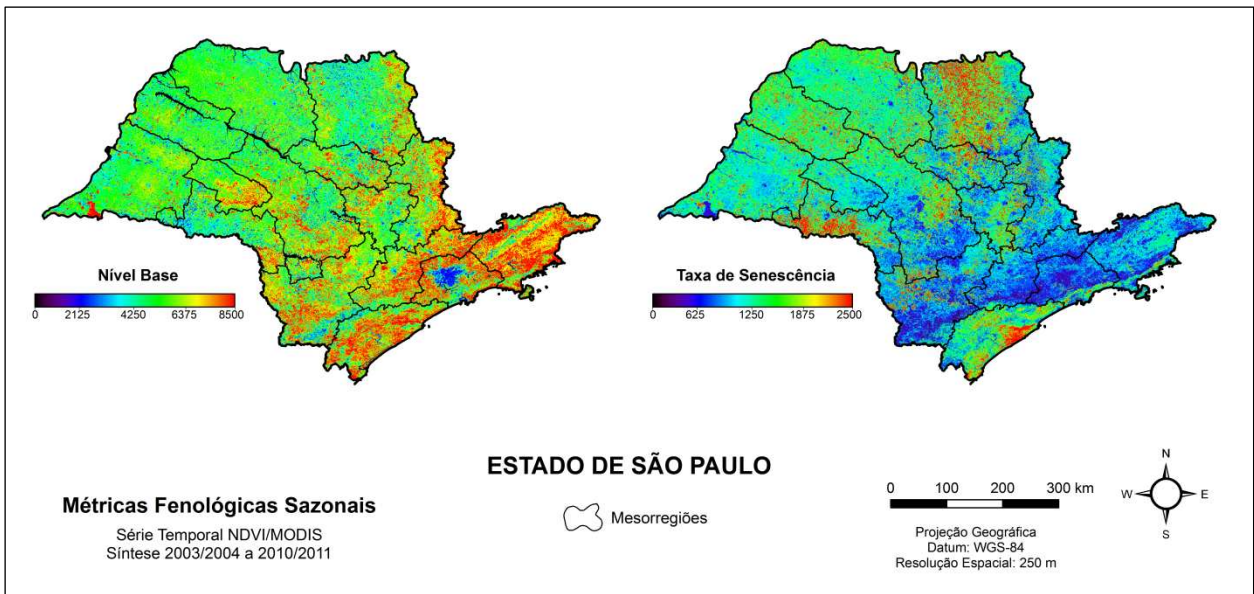 Nível Base
0 2125 4250 6375 8500
Taxa de Senescência
0 625 1250 1875 2500
ESTADO DE SÃO PAULO
Mesorregiões
Métricas Fenológicas Sazonais
Série Temporal NDVI/MODIS
Síntese 2003/2004 a 2010/2011
0 100 200 300 km
Projeção Geográfica
Datum: WGS-84
Resolução Espacial: 250 m
N
W E
S